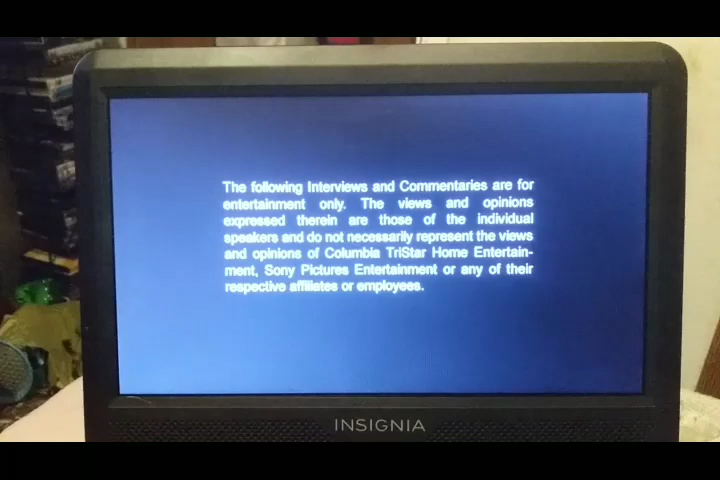 The following Interviews and Commentaries are for
entertainment only. The views and opinions
expressed therein are those of the individual
speakers and do not necessarily represent the views
and opinions of Columbia TriStar Home Entertain-
ment, Sony Pictures Entertainment or any of their
respective affiliates or employees.
INSIGNIA